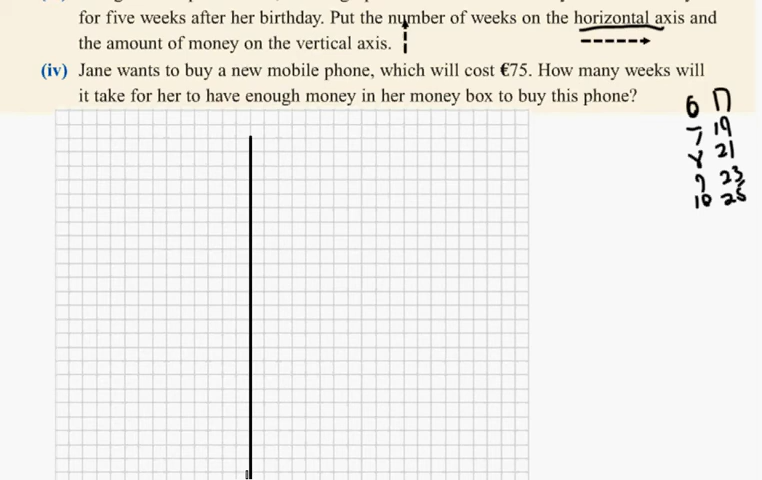 for five weeks after her birthday. Put the number of weeks on the horizontal axis and
the amount of money on the vertical axis.
(iv) Jane wants to buy a new mobile phone, which will cost €75. How many weeks will
it take for her to have enough money in her money box to buy this phone?
6 17
7 19
8 21
9 23
10 25